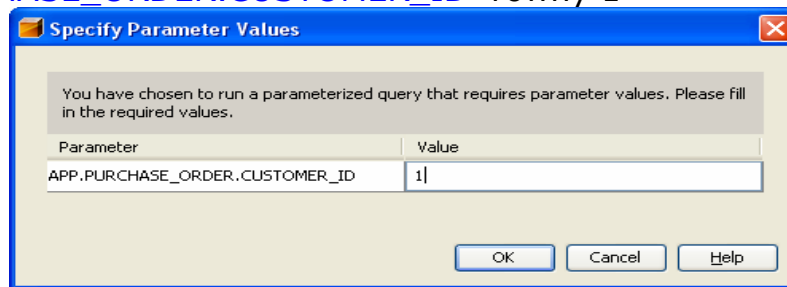 Specify Parameter Values
You have chosen to run a parameterized query that requires parameter values. Please fill
in the required values.
Parameter Value
APP.PURCHASE_ORDER.CUSTOMER_ID 1
OK Cancel Help